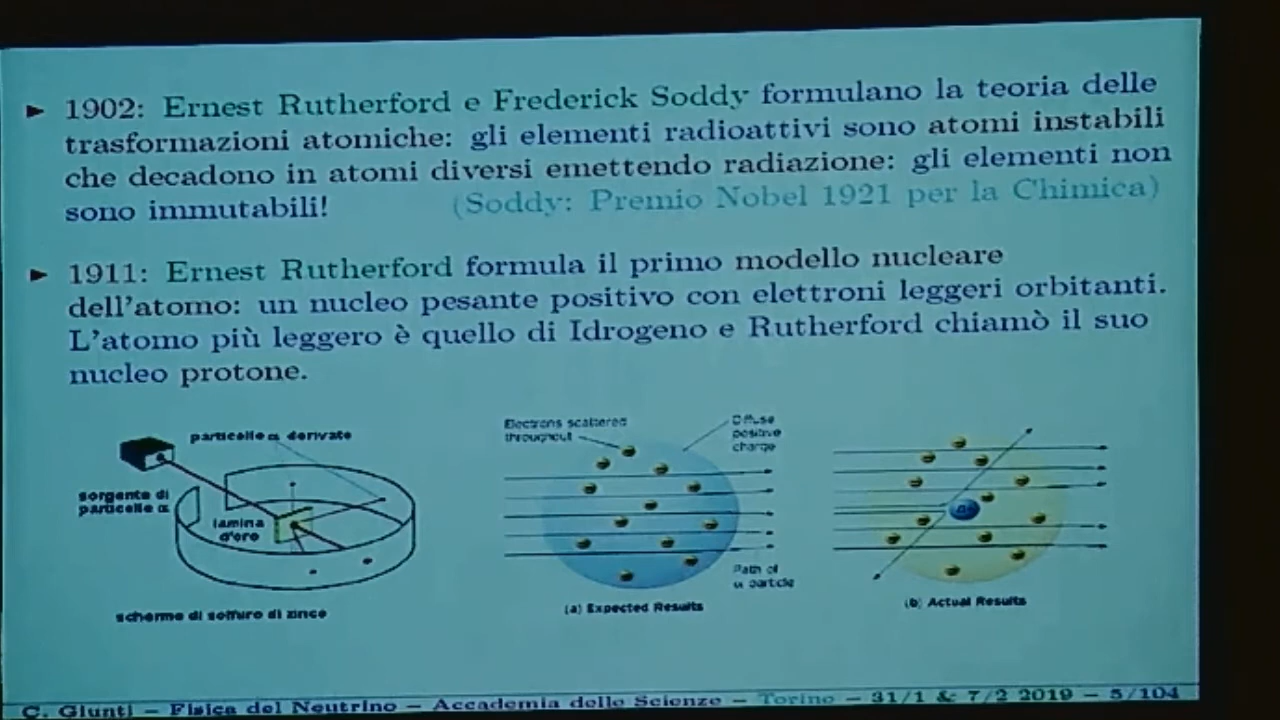 ► 1902: Ernest Rutherford e Frederick Soddy formulano la teoria delle
trasformazioni atomiche: gli elementi radioattivi sono atomi instabili
che decadono in atomi diversi emettendo radiazione: gli elementi non
sono immutabili! (Soddy: Premio Nobel 1921 per la Chimica)
► 1911: Ernest Rutherford formula il primo modello nucleare
dell'atomo: un nucleo pesante positivo con elettroni leggeri orbitanti.
L'atomo più leggero è quello di Idrogeno e Rutherford chiamò il suo
nucleo protone.
particelle α derivate
sorgente di
particelle α
lamina
d'oro
scherme di solfuro di zinco
Electrons scattered
throughout
Diffuse
positive
charge
Path of
α particle
(a) Expected Results
(b) Actual Results
C. Giunti – Fisica del Neutrino – Accademia delle Scienze – Torino – 31/1 & 7/2 2019 – 5/104